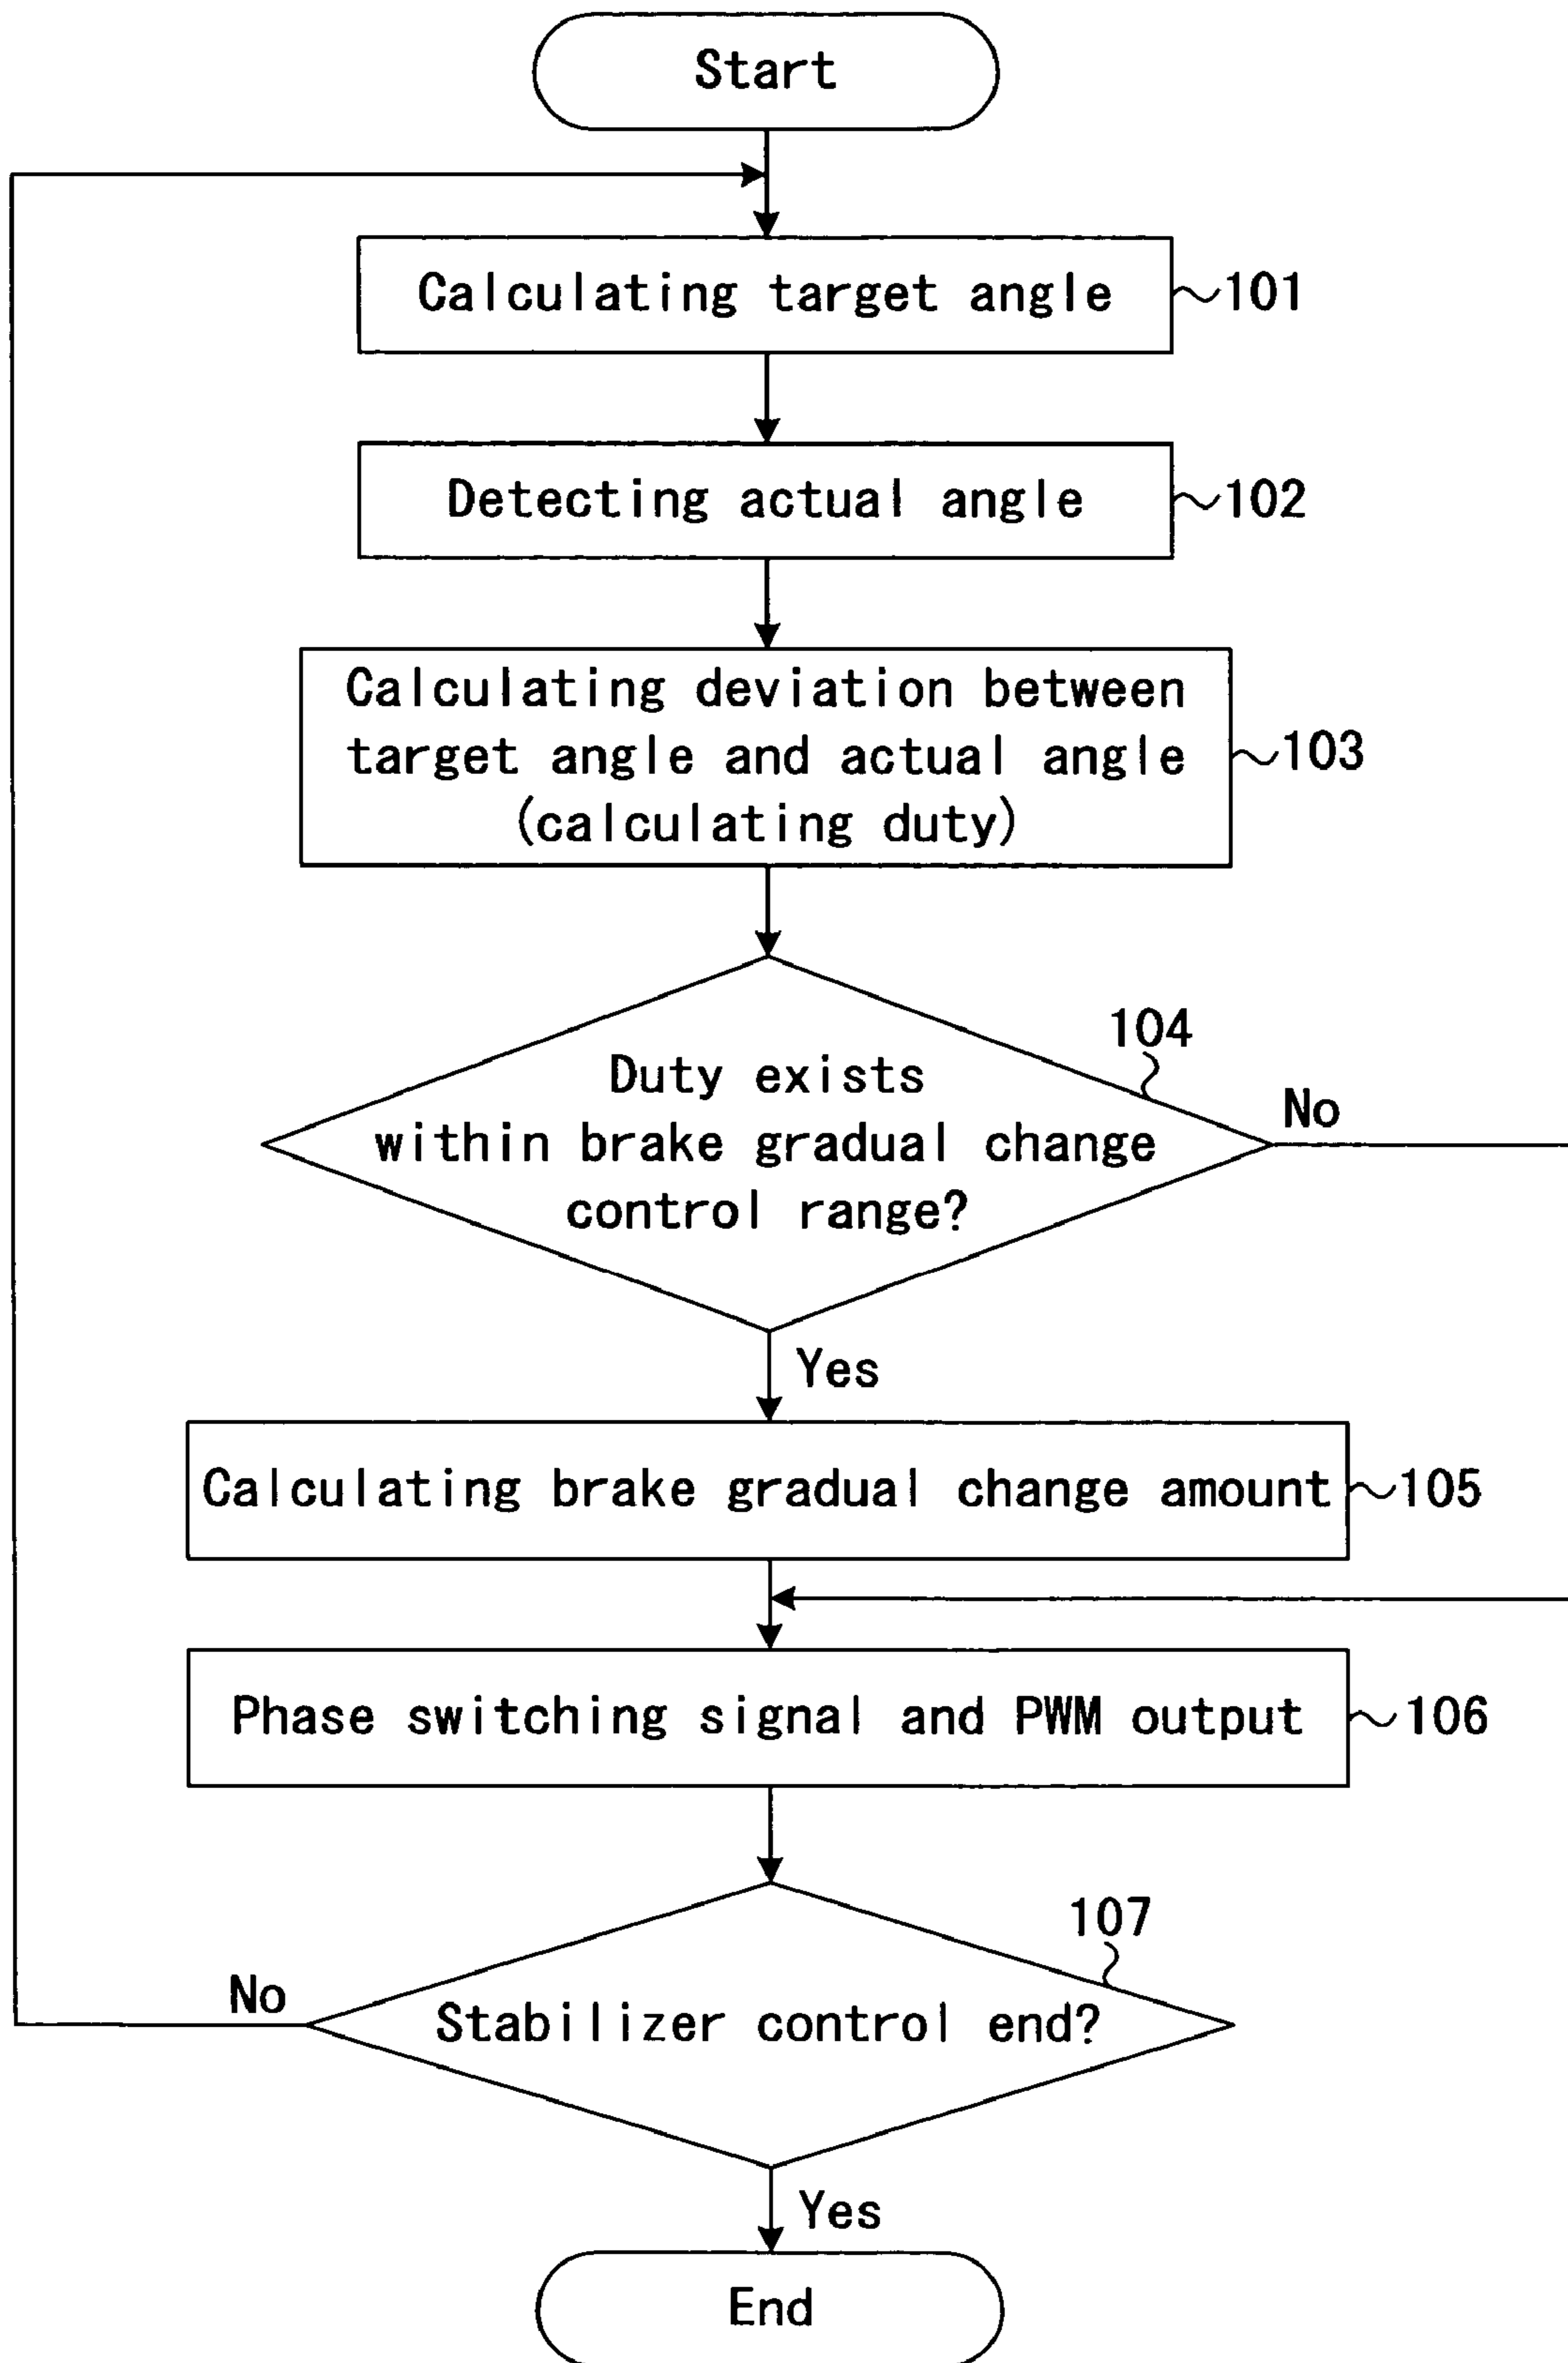 Start
Calculating target angle
101
Detecting actual angle
102
Calculating deviation between
target angle and actual angle
(calculating duty)
103
104
Duty exists
within brake gradual change
control range?
No
Yes
Calculating brake gradual change amount
105
Phase switching signal and PWM output
106
107
No
Stabilizer control end?
Yes
End